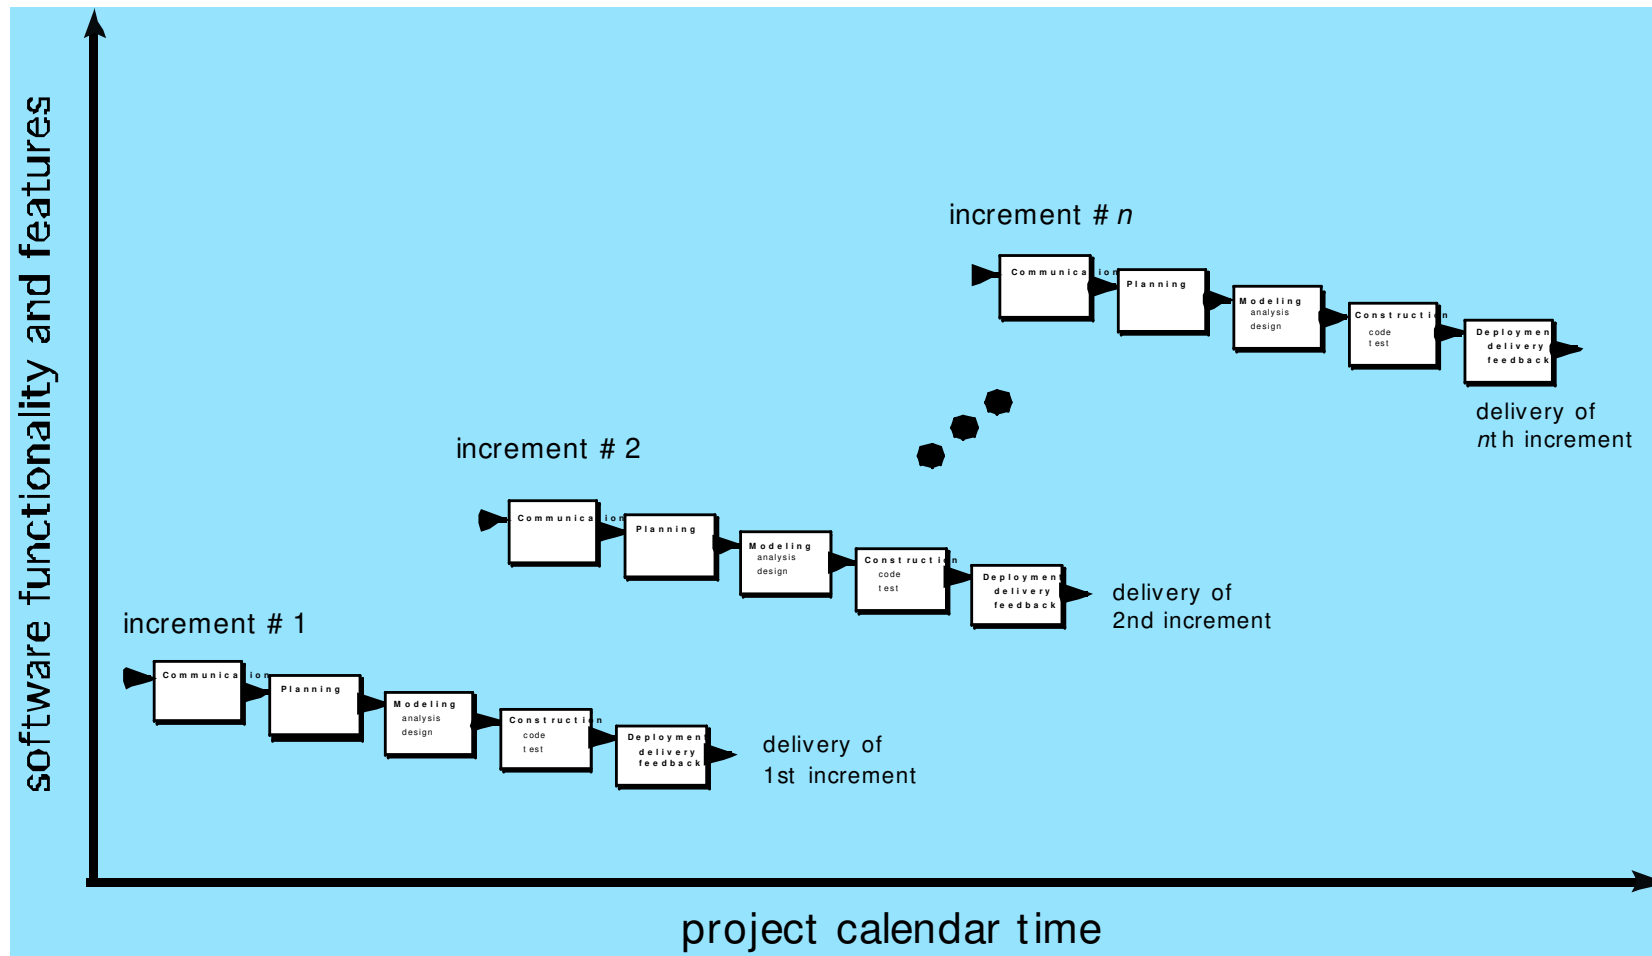 software functionality and features
increment # n
Communication
Planning
Modeling
analysis
design
Construction
code
test
Deployment
delivery
feedback
delivery of
nth increment
increment # 2
Communication
Planning
Modeling
analysis
design
Construction
code
test
Deployment
delivery
feedback
delivery of
2nd increment
increment # 1
Communication
Planning
Modeling
analysis
design
Construction
code
test
Deployment
delivery
feedback
delivery of
1st increment
project calendar time